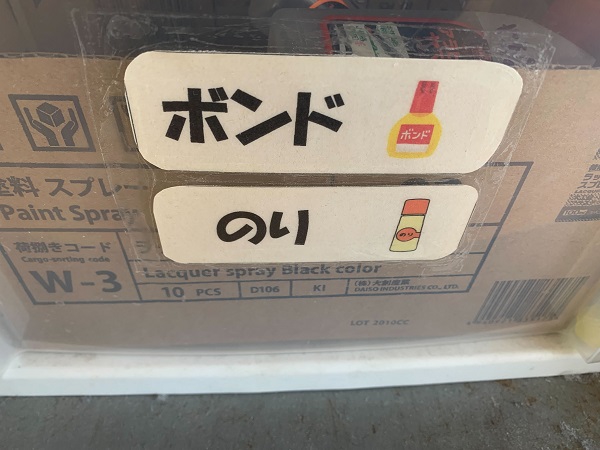 ボンド
ボンド
のり
のり
塗料 スプレー
Paint Spray
荷捌きコード
Cargo-sorting code
W-3
Lacquer spray Black color
10 PCS
D106
KI
(株)大創産業
DAISO INDUSTRIES CO., LTD.
LOT 2010CC